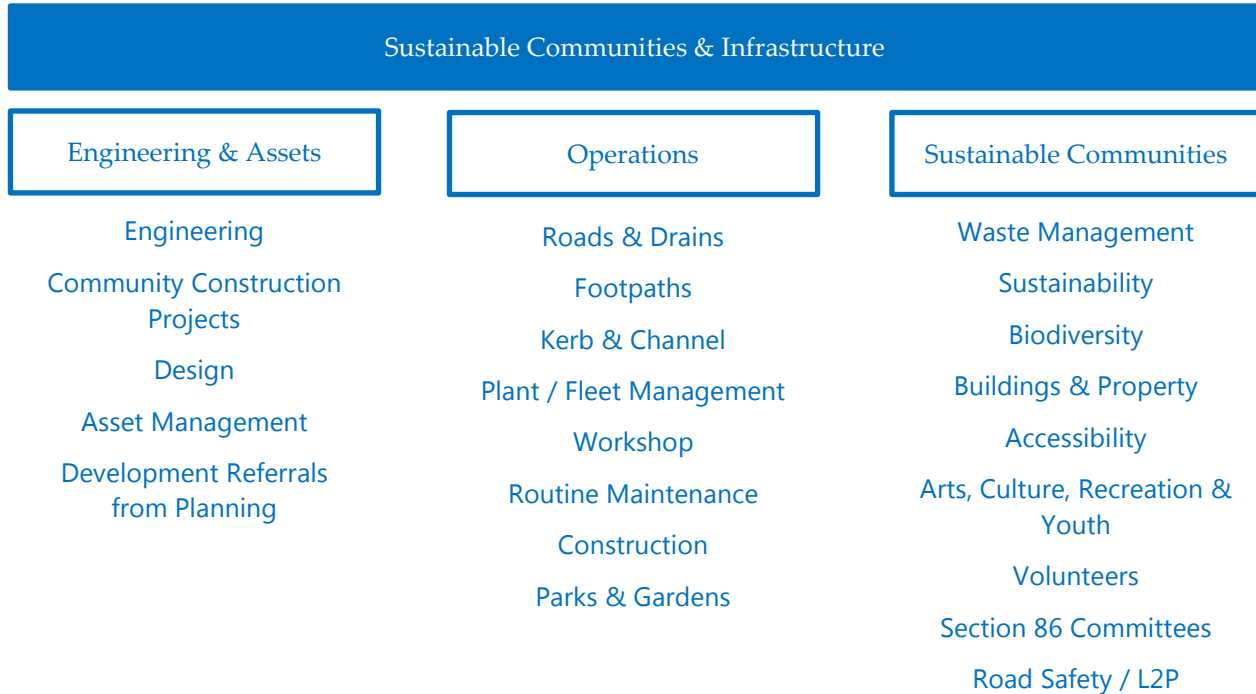 Sustainable Communities & Infrastructure
Engineering & Assets
Engineering
Community Construction
Projects
Design
Asset Management
Development Referrals
from Planning
Operations
Roads & Drains
Footpaths
Kerb & Channel
Plant / Fleet Management
Workshop
Routine Maintenance
Construction
Parks & Gardens
Sustainable Communities
Waste Management
Sustainability
Biodiversity
Buildings & Property
Accessibility
Arts, Culture, Recreation &
Youth
Volunteers
Section 86 Committees
Road Safety / L2P